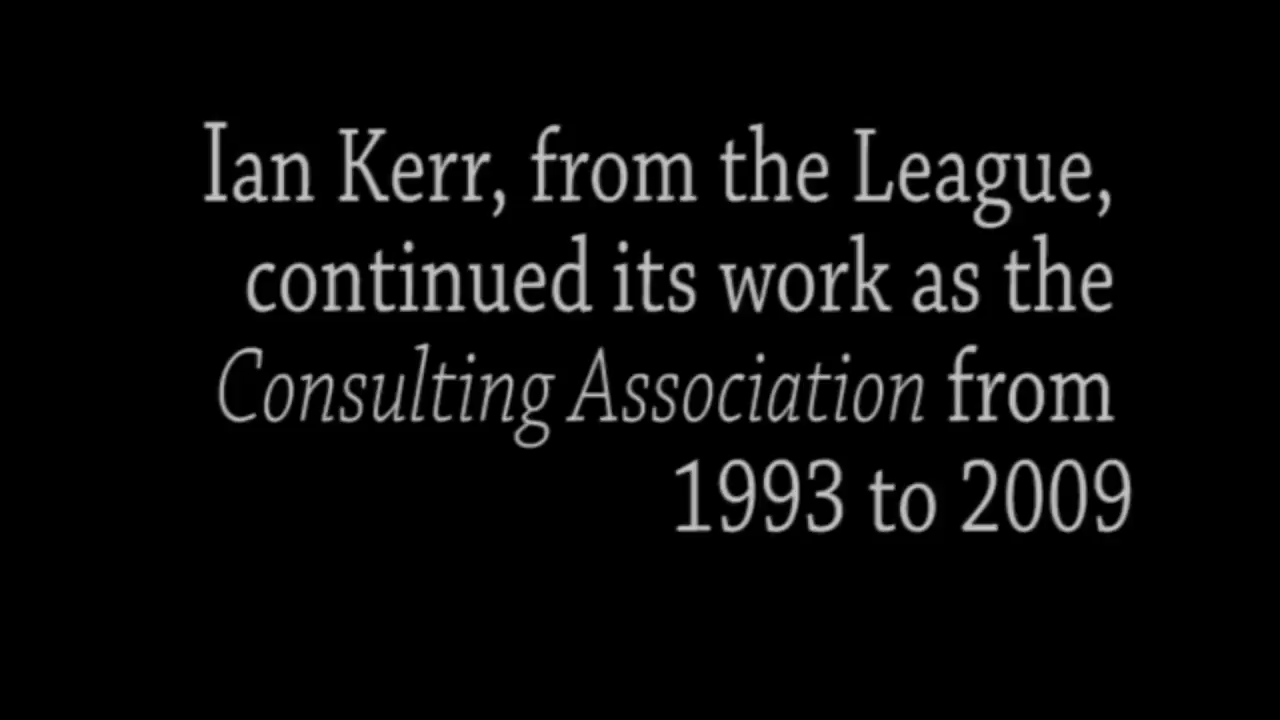 Ian Kerr, from the League,
continued its work as the
Consulting Association from
1993 to 2009